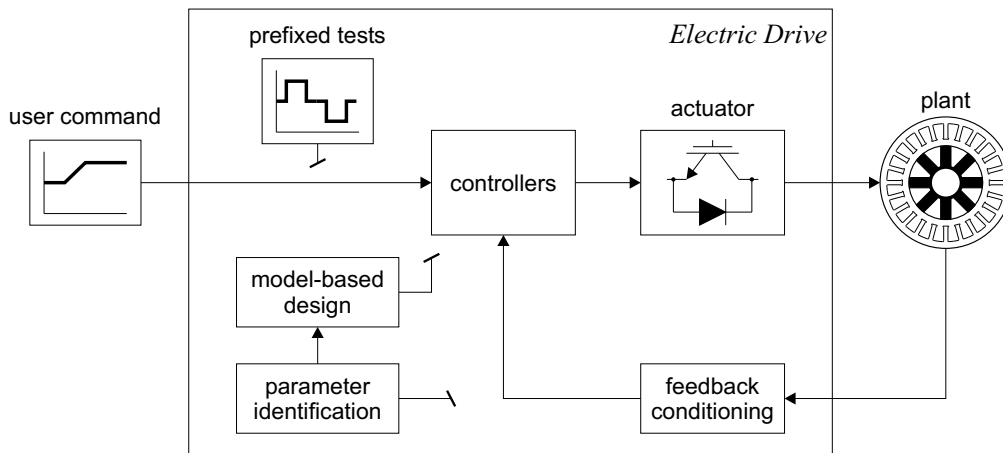 prefixed tests
Electric Drive
user command
actuator
plant
controllers
model-based
design
parameter
identification
feedback
conditioning